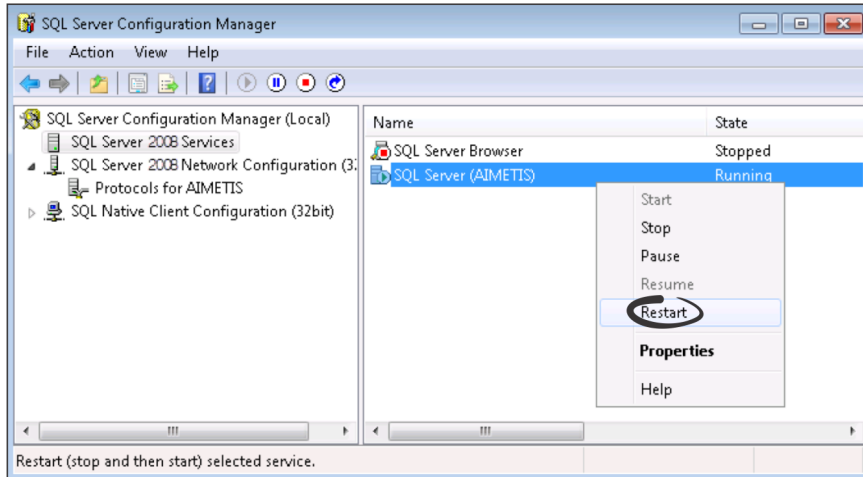 SQL Server Configuration Manager
File Action View Help
SQL Server Configuration Manager (Local)
SQL Server 2008 Services
SQL Server 2008 Network Configuration (3
Protocols for AIMETIS
SQL Native Client Configuration (32bit)
Name State
SQL Server Browser Stopped
SQL Server (AIMETIS) Running
Start
Stop
Pause
Resume
Restart
Properties
Help
Restart (stop and then start) selected service.